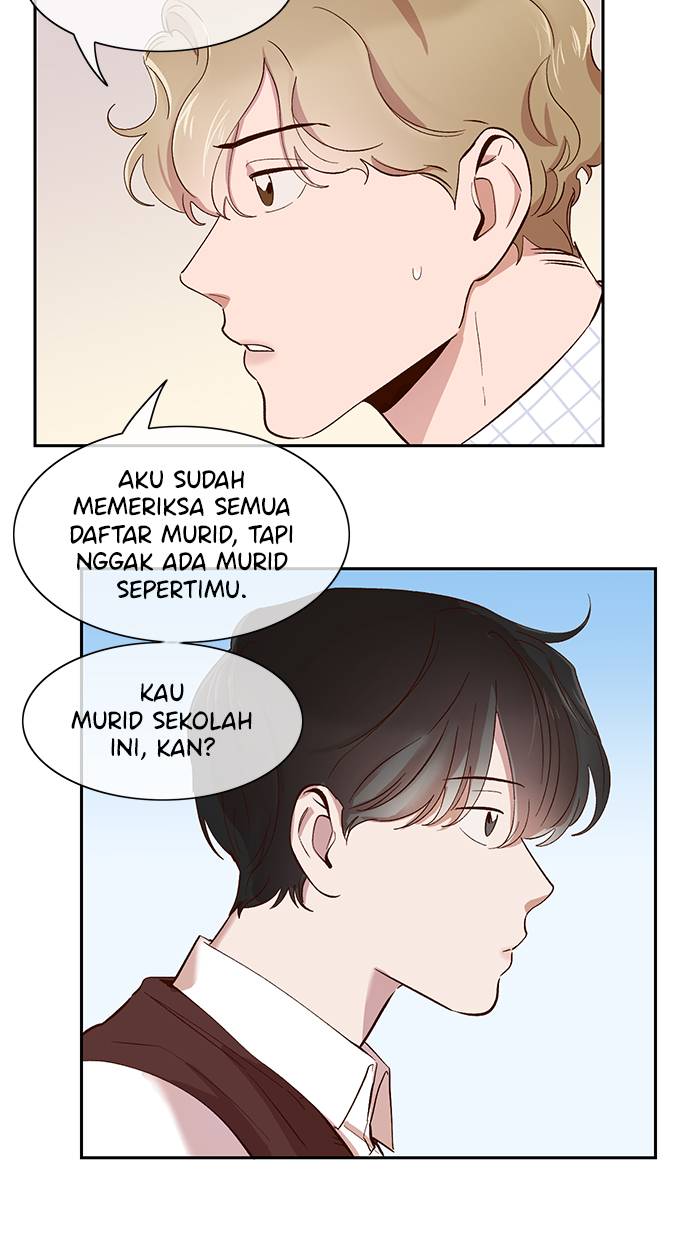 AKU SUDAH
MEMERIKSA SEMUA
DAFTAR MURID, TAPI
NGGAK ADA MURID
SEPERTIMU.
KAU
MURID SEKOLAH
INI, KAN?